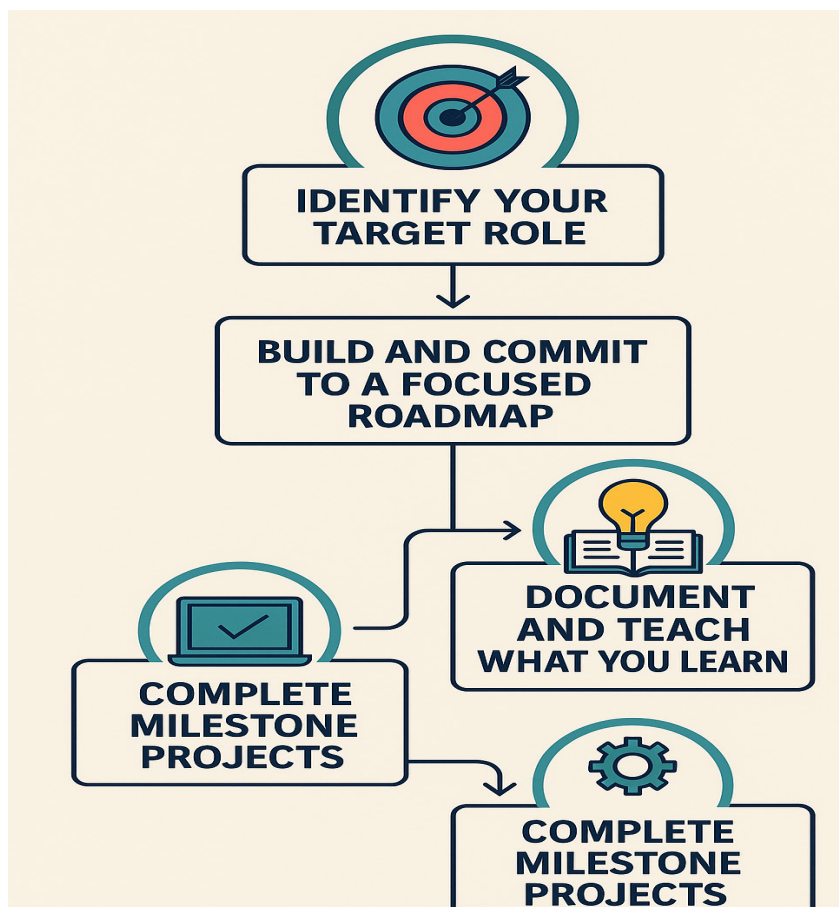 IDENTIFY YOUR
TARGET ROLE
BUILD AND COMMIT
TO A FOCUSED
ROADMAP
DOCUMENT
AND TEACH
WHAT YOU LEARN
COMPLETE
MILESTONE
PROJECTS
COMPLETE
MILESTONE
PROJECTS